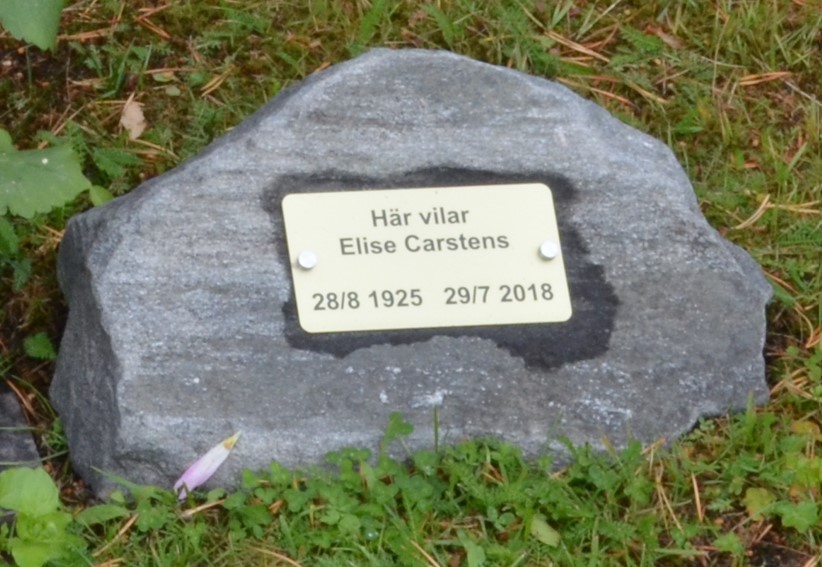 Här vilar
Elise Carstens
28/8 1925 29/7 2018